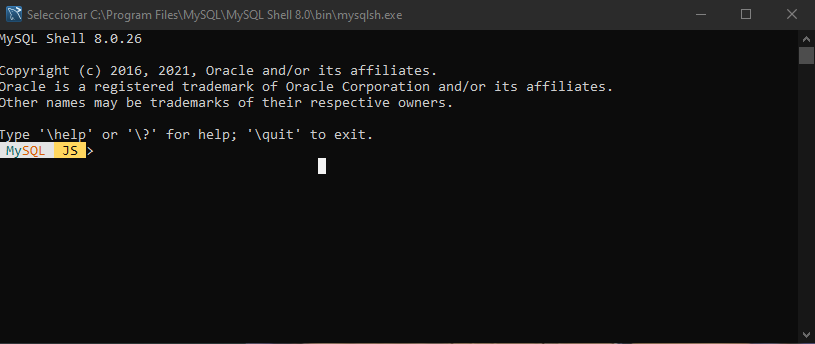 Seleccionar C:\Program Files\MySQL\MySQL Shell 8.0\bin\mysqlsh.exe
MySQL Shell 8.0.26
Copyright (c) 2016, 2021, Oracle and/or its affiliates.
Oracle is a registered trademark of Oracle Corporation and/or its affiliates.
Other names may be trademarks of their respective owners.
Type '\help' or '\?' for help; '\quit' to exit.
MySQL JS >